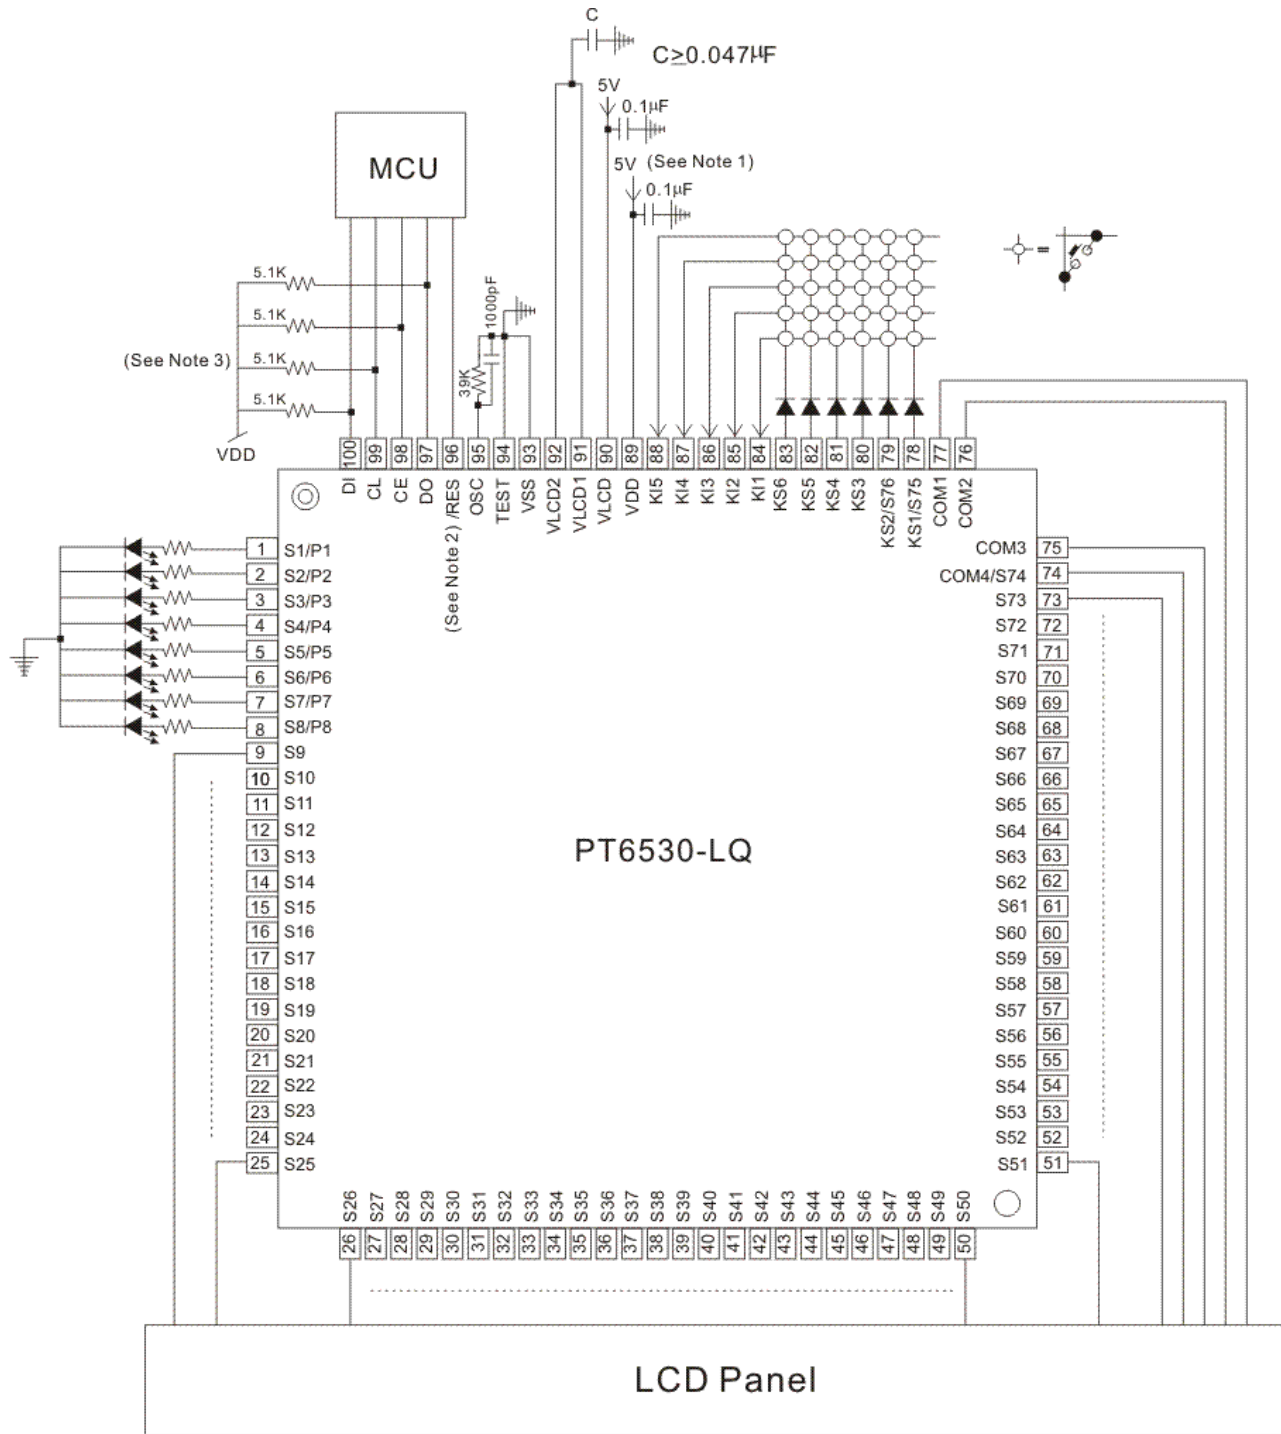 C
C≥0.047µF
5V
0.1µF
MCU
5V (See Note 1)
0.1µF
=
5.1K
1000pF
5.1K
(See Note 3)
5.1K
39K
5.1K
VDD
100 99 98 97 96 95 94 93 92 91 90 89 88 87 86 85 84 83 82 81 80 79 78 77 76
DI
CL
CE
DO
(See Note 2) /RES
OSC
TEST
VSS
VLCD2
VLCD1
VLCD
VDD
KI5
KI4
KI3
KI2
KI1
KS6
KS5
KS4
KS3
KS2/S76
KS1/S75
COM1
COM2
1 S1/P1
2 S2/P2
3 S3/P3
4 S4/P4
5 S5/P5
6 S6/P6
7 S7/P7
8 S8/P8
9 S9
10 S10
11 S11
12 S12
13 S13
14 S14
15 S15
16 S16
17 S17
18 S18
19 S19
20 S20
21 S21
22 S22
23 S23
24 S24
25 S25
PT6530-LQ
COM3 75
COM4/S74 74
S73 73
S72 72
S71 71
S70 70
S69 69
S68 68
S67 67
S66 66
S65 65
S64 64
S63 63
S62 62
S61 61
S60 60
S59 59
S58 58
S57 57
S56 56
S55 55
S54 54
S53 53
S52 52
S51 51
S26 S27 S28 S29 S30 S31 S32 S33 S34 S35 S36 S37 S38 S39 S40 S41 S42 S43 S44 S45 S46 S47 S48 S49 S50
26 27 28 29 30 31 32 33 34 35 36 37 38 39 40 41 42 43 44 45 46 47 48 49 50
LCD Panel